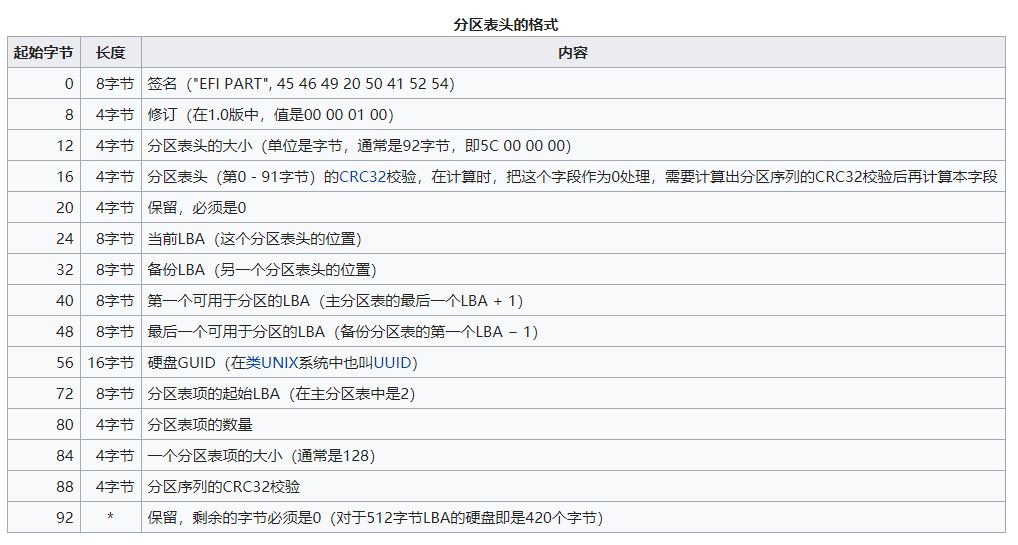 分区表头的格式
起始字节 长度 内容
0 8字节 签名（"EFI PART", 45 46 49 20 50 41 52 54）
8 4字节 修订（在1.0版中，值是00 00 01 00）
12 4字节 分区表头的大小（单位是字节，通常是92字节，即5C 00 00 00）
16 4字节 分区表头（第0 - 91字节）的CRC32校验，在计算时，把这个字段作为0处理，需要计算出分区序列的CRC32校验后再计算本字段
20 4字节 保留，必须是0
24 8字节 当前LBA（这个分区表头的位置）
32 8字节 备份LBA（另一个分区表头的位置）
40 8字节 第一个可用于分区的LBA（主分区表的最后一个LBA + 1）
48 8字节 最后一个可用于分区的LBA（备份分区表的第一个LBA − 1）
56 16字节 硬盘GUID（在类UNIX系统中也叫UUID）
72 8字节 分区表项的起始LBA（在主分区表中是2）
80 4字节 分区表项的数量
84 4字节 一个分区表项的大小（通常是128）
88 4字节 分区序列的CRC32校验
92 * 保留，剩余的字节必须是0（对于512字节LBA的硬盘即是420个字节）